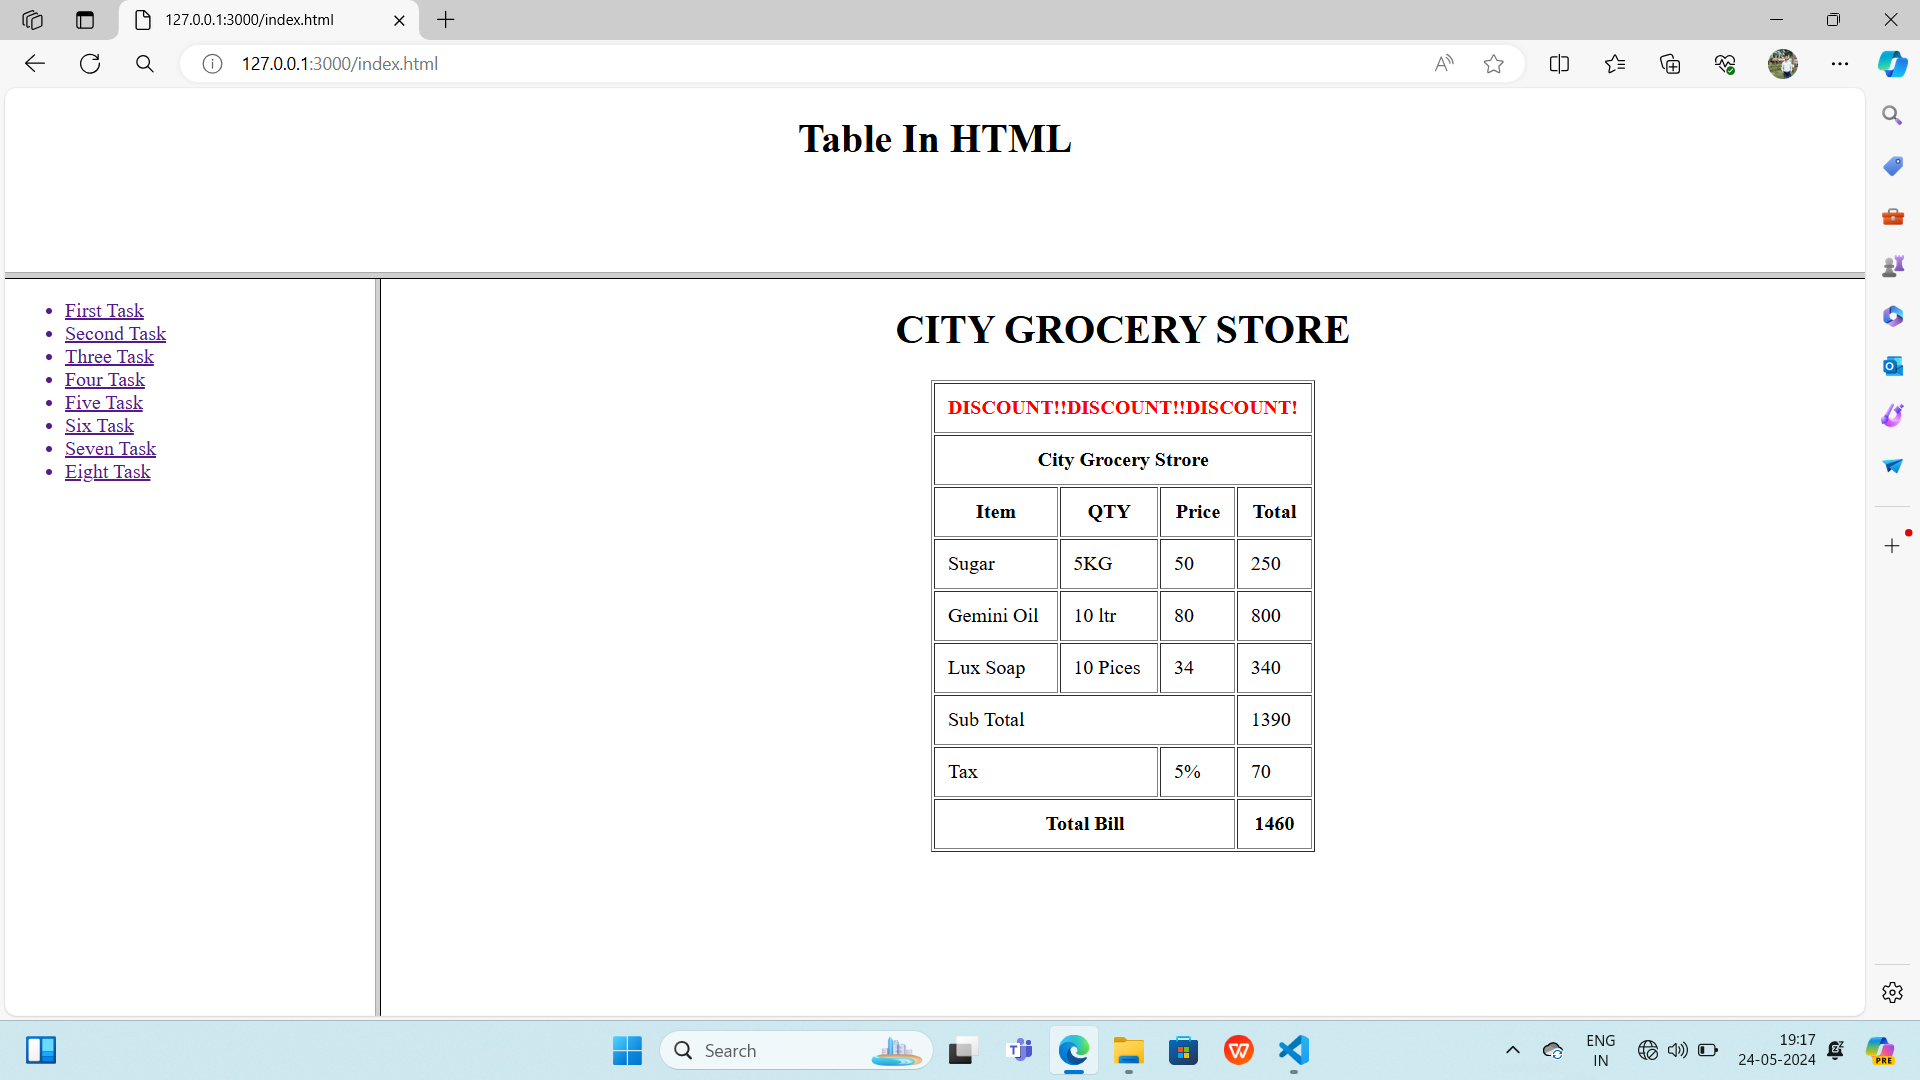 127.0.0.1:3000/index.html
127.0.0.1:3000/index.html
Table In HTML
First Task
Second Task
Three Task
Four Task
Five Task
Six Task
Seven Task
Eight Task
CITY GROCERY STORE
DISCOUNT!!DISCOUNT!!DISCOUNT!
City Grocery Strore
Item QTY Price Total
Sugar 5KG 50 250
Gemini Oil 10 ltr 80 800
Lux Soap 10 Pices 34 340
Sub Total 1390
Tax 5% 70
Total Bill 1460
Search
ENG
IN
19:17
24-05-2024
PRE